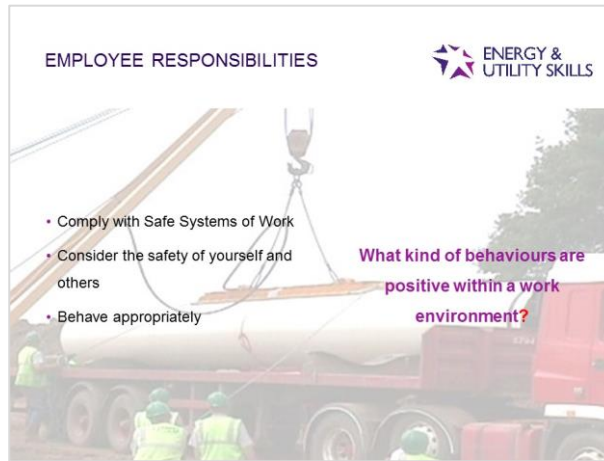 EMPLOYEE RESPONSIBILITIES
ENERGY &
UTILITY SKILLS
• Comply with Safe Systems of Work
• Consider the safety of yourself and
others
• Behave appropriately
What kind of behaviours are
positive within a work
environment?